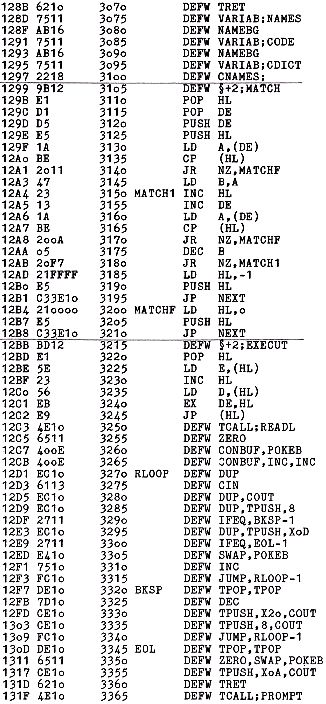 128B 621o 3o7o DEFW TRET
128D 7511 3o75 DEFW VARIAB;NAMES
128F AB16 3o8o DEFW NAMEBG
1291 7511 3o85 DEFW VARIAB;CODE
1293 AB16 3o9o DEFW NAMEBG
1295 7511 3o95 DEFW VARIAB;CDICT
1297 2218 31oo DEFW CNAMES;
1299 9B12 31o5 DEFW §+2;MATCH
129B E1 311o POP HL
129C D1 3115 POP DE
129D D5 312o PUSH DE
129E E5 3125 PUSH HL
129F 1A 313o LD A,(DE)
12Ao BE 3135 CP (HL)
12A1 2o11 314o JR NZ,MATCHF
12A3 47 3145 LD B,A
12A4 23 315o MATCH1 INC HL
12A5 13 3155 INC DE
12A6 1A 316o LD A,(DE)
12A7 BE 3165 CP (HL)
12A8 2ooA 317o JR NZ,MATCHF
12AA o5 3175 DEC B
12AB 2oF7 318o JR NZ,MATCH1
12AD 21FFFF 3185 LD HL,-1
12Bo E5 319o PUSH HL
12B1 C33E1o 3195 JP NEXT
12B4 21oooo 32oo MATCHF LD HL,o
12B7 E5 32o5 PUSH HL
12B8 C33E1o 321o JP NEXT
12BB BD12 3215 DEFW §+2;EXECUT
12BD E1 322o POP HL
12BE 5E 3225 LD E,(HL)
12BF 23 323o INC HL
12Co 56 3235 LD D,(HL)
12C1 EB 324o EX DE,HL
12C2 E9 3245 JP (HL)
12C3 4E1o 325o DEFW TCALL;READL
12C5 6511 3255 DEFW ZERO
12C7 4ooE 326o DEFW CONBUF,POKEB
12CB 4ooE 3265 DEFW CONBUF,INC,INC
12D1 EC1o 327o RLOOP DEFW DUP
12D3 6113 3275 DEFW CIN
12D5 EC1o 328o DEFW DUP,COUT
12D9 EC1o 3285 DEFW DUP,TPUSH,8
12DF 2711 329o DEFW IFEQ,BKSP-1
12E3 EC1o 3295 DEFW DUP,TPUSH,XoD
12E9 2711 33oo DEFW IFEQ,EOL-1
12ED E41o 33o5 DEFW SWAP,POKEB
12F1 751o 331o DEFW INC
12F3 FC1o 3315 DEFW JUMP,RLOOP-1
12F7 DE1o 332o BKSP DEFW TPOP,TPOP
12FB 7D1o 3325 DEFW DEC
12FD CE1o 333o DEFW TPUSH,X2o,COUT
13o3 CE1o 3335 DEFW TPUSH,8,COUT
13o9 FC1o 334o DEFW JUMP,RLOOP-1
13oD DE1o 3345 EOL DEFW TPOP,TPOP
1311 6511 335o DEFW ZERO,SWAP,POKEB
1317 CE1o 3355 DEFW TPUSH,XoA,COUT
131D 621o 336o DEFW TRET
131F 4E1o 3365 DEFW TCALL;PROMPT